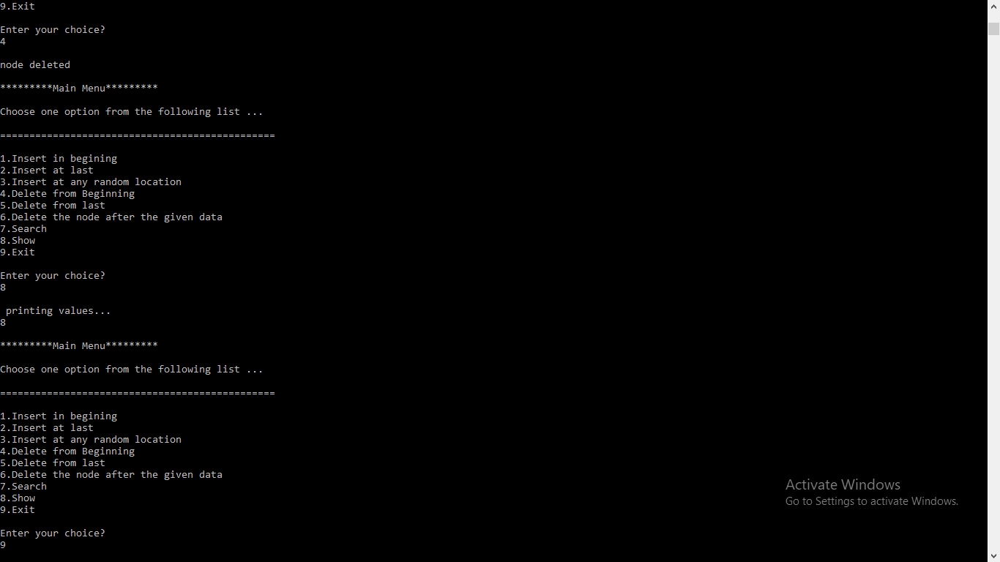 9.Exit
Enter your choice?
4
node deleted
*********Main Menu*********
Choose one option from the following list ...
===============================================
1.Insert in begining
2.Insert at last
3.Insert at any random location
4.Delete from Beginning
5.Delete from last
6.Delete the node after the given data
7.Search
8.Show
9.Exit
Enter your choice?
8
printing values...
8
*********Main Menu*********
Choose one option from the following list ...
===============================================
1.Insert in begining
2.Insert at last
3.Insert at any random location
4.Delete from Beginning
5.Delete from last
6.Delete the node after the given data
7.Search
8.Show
9.Exit
Enter your choice?
9
Activate Windows
Go to Settings to activate Windows.